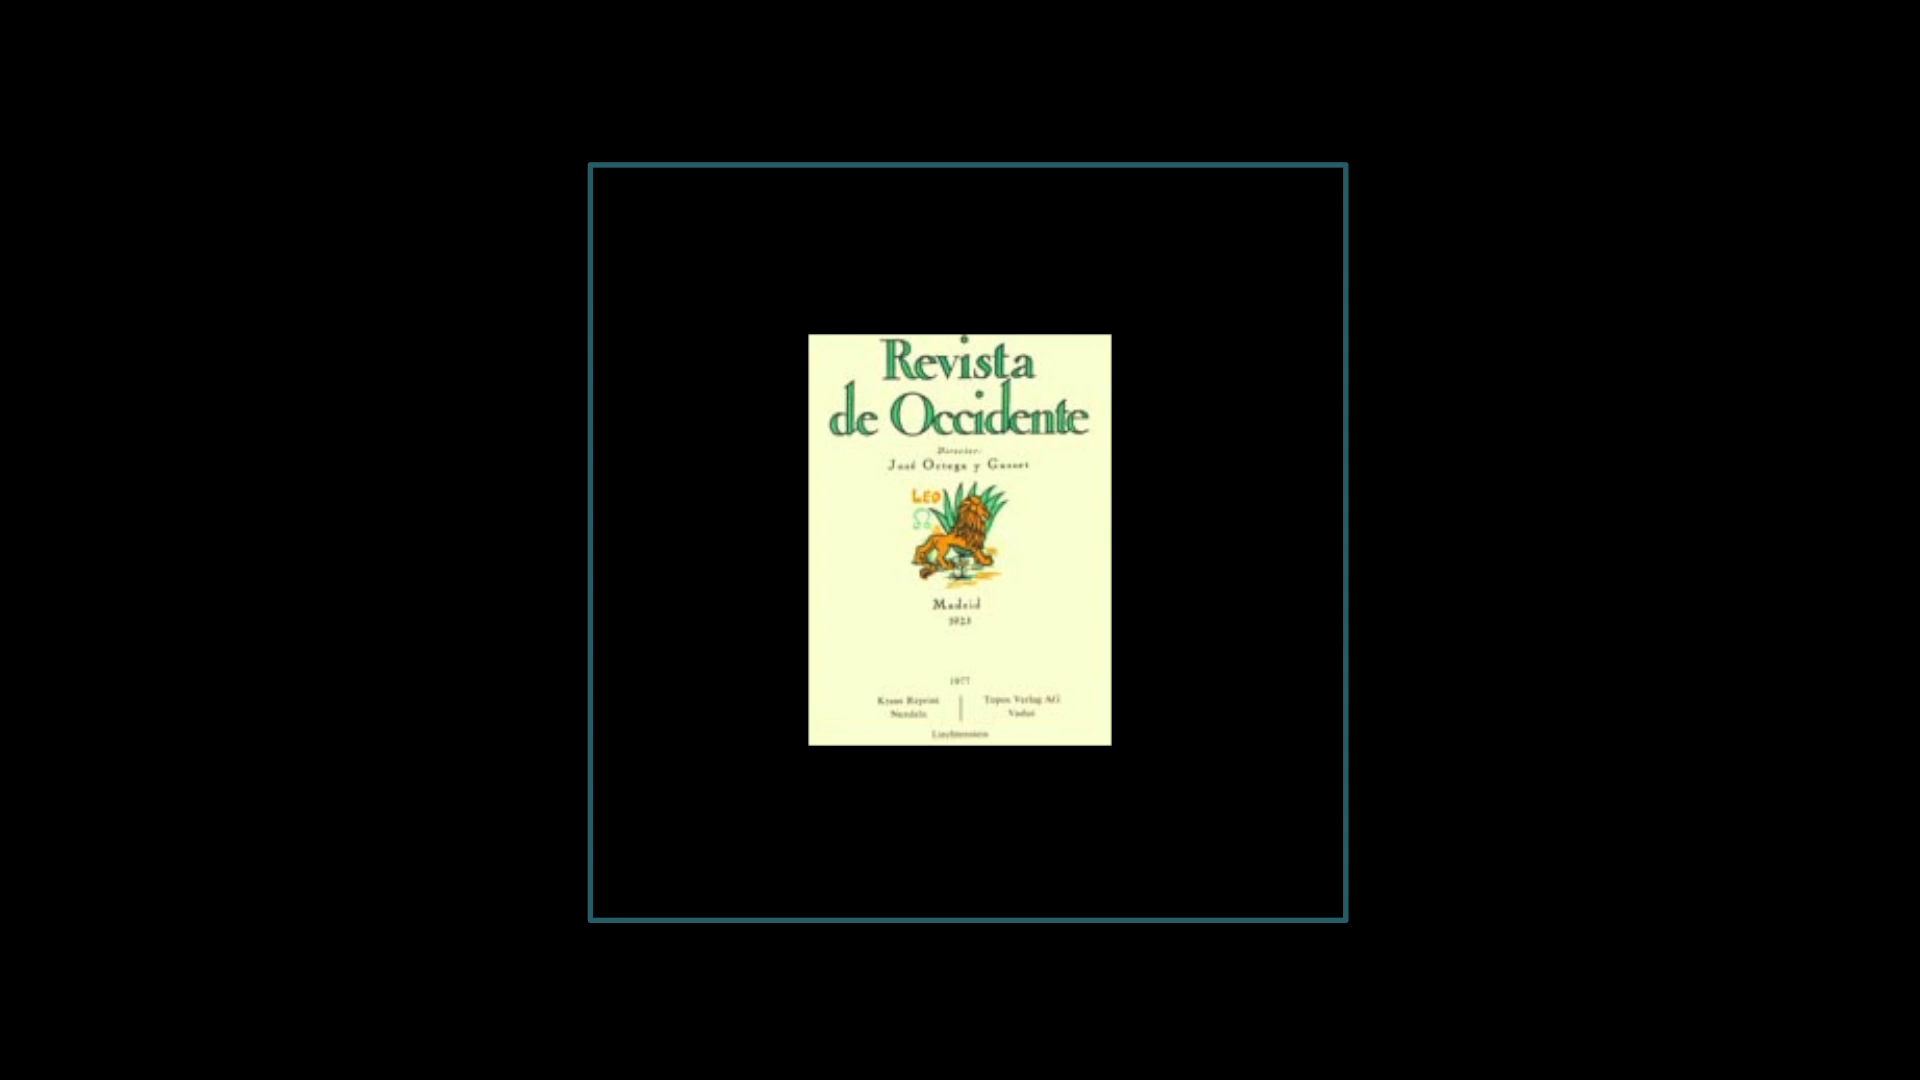 Revista
de Occidente
Director:
José Ortega y Gasset
LEO
Madrid
1923
1977
Kraus Reprint
Topos Verlag AG
Nendeln
Vaduz
Liechtenstein